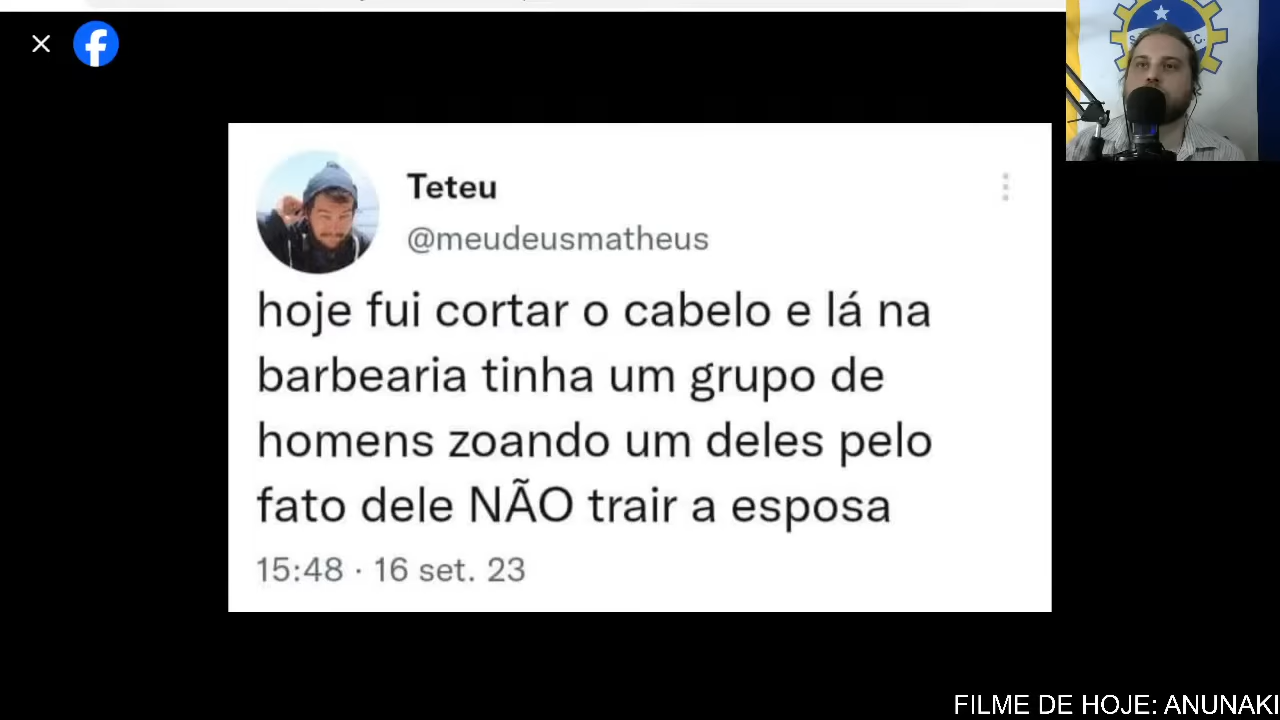 Teteu
@meudeusmatheus
hoje fui cortar o cabelo e lá na
barbearia tinha um grupo de
homens zoando um deles pelo
fato dele NÃO trair a esposa
15:48 · 16 set. 23
FILME DE HOJE: ANUNAKI